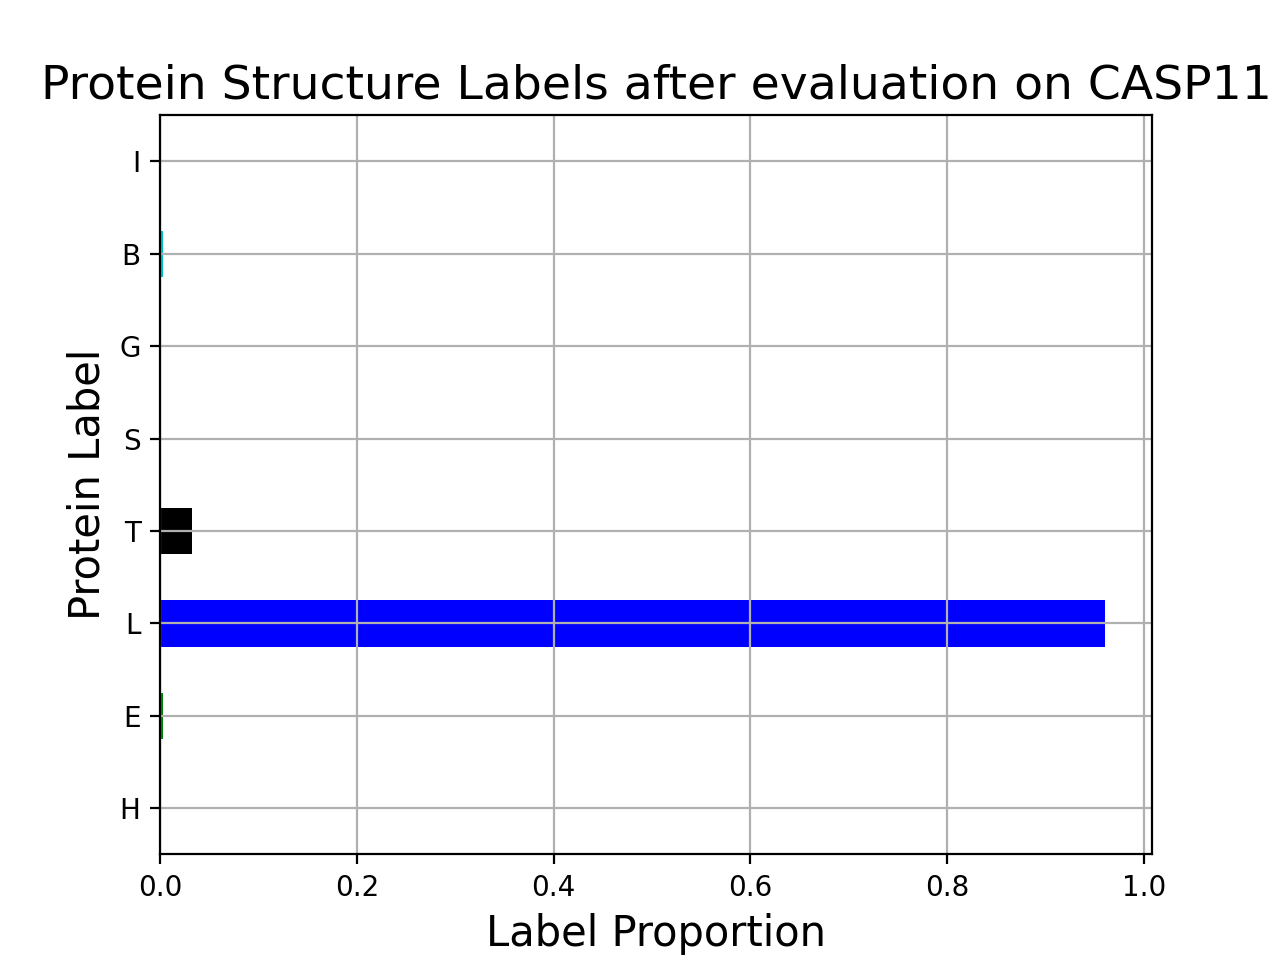 Protein Structure Labels after evaluation on CASP11
Protein Label
I
B
G
S
T
L
E
H
0.0 0.2 0.4 0.6 0.8 1.0
Label Proportion